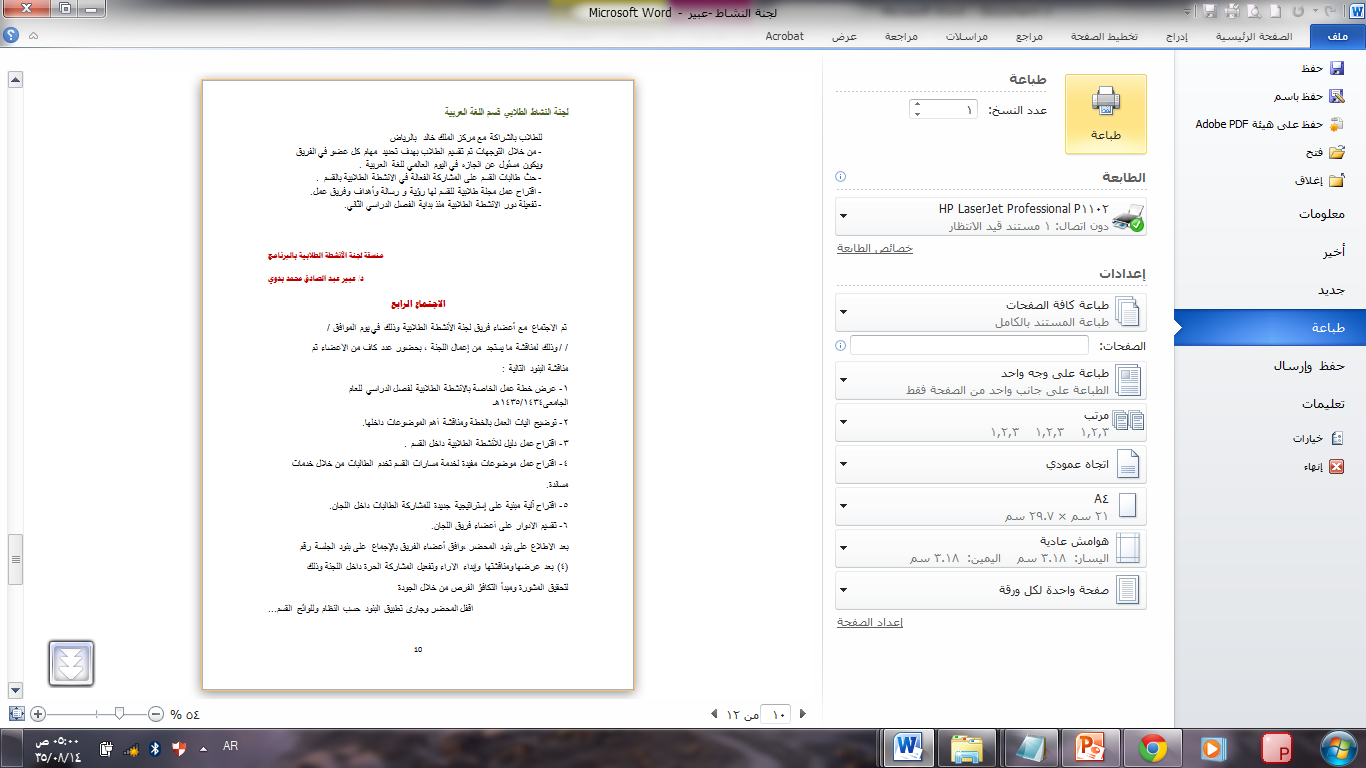 لجنة النشاط -عبير - Microsoft Word
ملف
الصفحة الرئيسية
إدراج
تخطيط الصفحة
مراجع
مراسلات
مراجعة
عرض
Acrobat
حفظ
حفظ باسم
حفظ على هيئة Adobe PDF
فتح
إغلاق
معلومات
أخير
جديد
طباعة
حفظ وإرسال
تعليمات
خيارات
إنهاء
طباعة
طباعة
عدد النسخ: ١
الطابعة
HP LaserJet Professional P١١٠٢
دون اتصال: ١ مستند قيد الانتظار
خصائص الطابعة
إعدادات
طباعة كافة الصفحات
طباعة المستند بالكامل
الصفحات:
طباعة على وجه واحد
الطباعة على جانب واحد من الصفحة فقط
مرتب
١,٢,٣ ١,٢,٣ ١,٢,٣
اتجاه عمودي
A٤
٢١ سم × ٢٩.٧ سم
هوامش عادية
اليسار: ٣.١٨ سم اليمين: ٣.١٨ سم
صفحة واحدة لكل ورقة
إعداد الصفحة
لجنة النشاط الطلابي قسم اللغة العربية
للطلاب بالشراكة مع مركز الملك خالد بالرياض
- من خلال التوجهات تم تقسيم الطلاب بهدف تحديد مهام كل عضو في الفريق
ويكون مسئول عن انجازه في اليوم العالمي للغة العربية .
- حث طالبات القسم على المشاركة الفعالة في الانشطة الطلابية بالقسم .
- اقتراح عمل مجلة طلابية للقسم لها رؤية و رسالة وأهداف وفريق عمل.
- تفعيلة دور الانشطة الطلابية منذ بداية الفصل الدراسي الثاني.
منسقة لجنة الأنشطة الطلابية بالبرنامج
د/ عبير عبد الصادق محمد بدوي
الاجتماع الرابع
تم الاجتماع مع أعضاء فريق لجنة الأنشطة الطلابية وذلك في يوم الموافق /
/ / وذلك لمناقشة ما يستجد من إعمال اللجنة ، بحضور عدد كاف من الاعضاء تم
مناقشة البنود التالية :
١- عرض خطة عمل الخاصة بالانشطة الطلابية لفصل الدراسي للعام
الجامعى١٤٣٥/١٤٣٤هـ
٢- توضيح اليات العمل بالخطة ومناقشة أهم الموضوعات داخلها.
٣- اقتراح عمل دليل للأنشطة الطلابية داخل القسم .
٤- اقتراح عمل موضوعات مفيدة لخدمة مسارات القسم تخدم الطالبات من خلال خدمات
مساندة.
٥- اقتراح ألية مبنية على إستراتيجية جديدة للمشاركة الطالبات داخل اللجان.
٦- تقسيم الادوار على أعضاء فريق اللجان.
بعد الاطلاع على بنود المحضر ،وافق أعضاء الفريق بالإجماع على بنود الجلسة رقم
(٤) بعد عرضها ومناقشتها وإبداء الاراء وتفعيل المشاركة الحرة داخل اللجنة وذلك
لتحقيق المشورة ومبدأ التكافؤ الفرص من خلال الجودة
اقفل المحضر وجارى تطبيق البنود حسب النظام وللوائح القسم...
10
١٠ من ١٢
٥٤ %
AR
٠٥:٠٠ ص
٣٥/٠٨/١٤